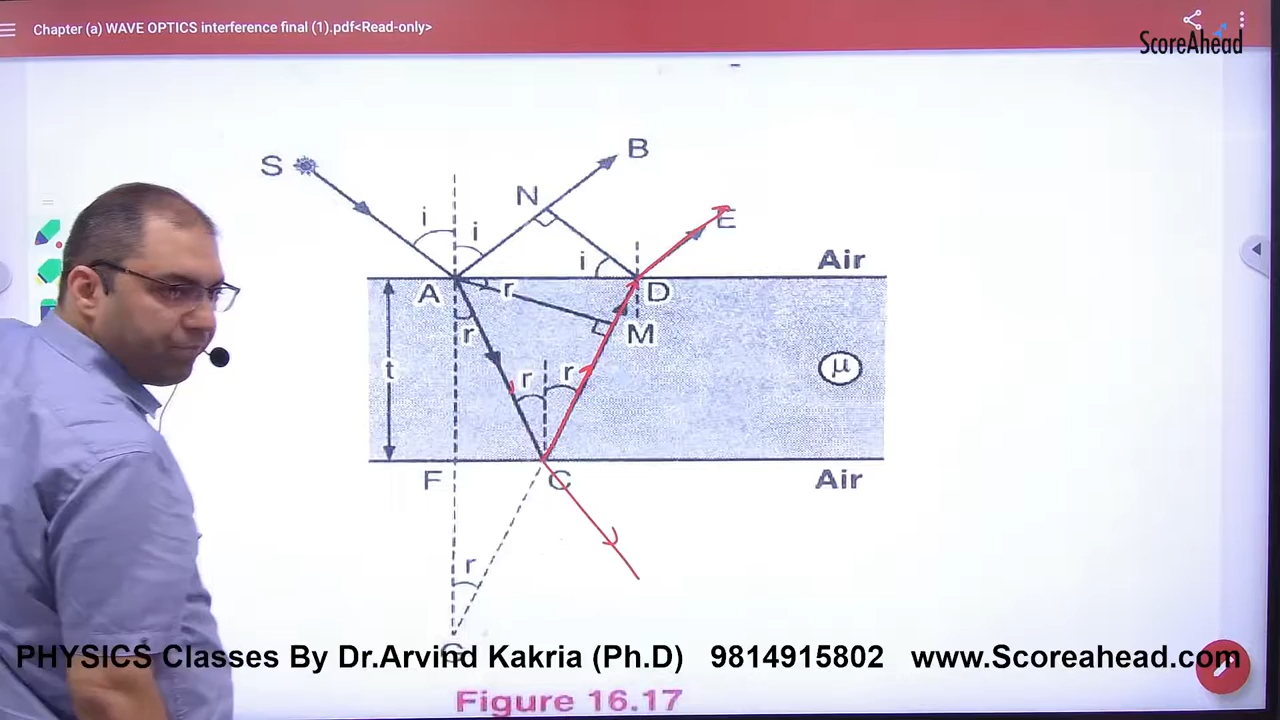 Chapter (a) WAVE OPTICS interference final (1).pdf<Read-only>
ScoreAhead
S
B
N
i
i
E
i
Air
A
r
D
r
M
t
r
r
μ
F
C
Air
r
G
PHYSICS Classes By Dr.Arvind Kakria (Ph.D) 9814915802 www.Scoreahead.com
Figure 16.17